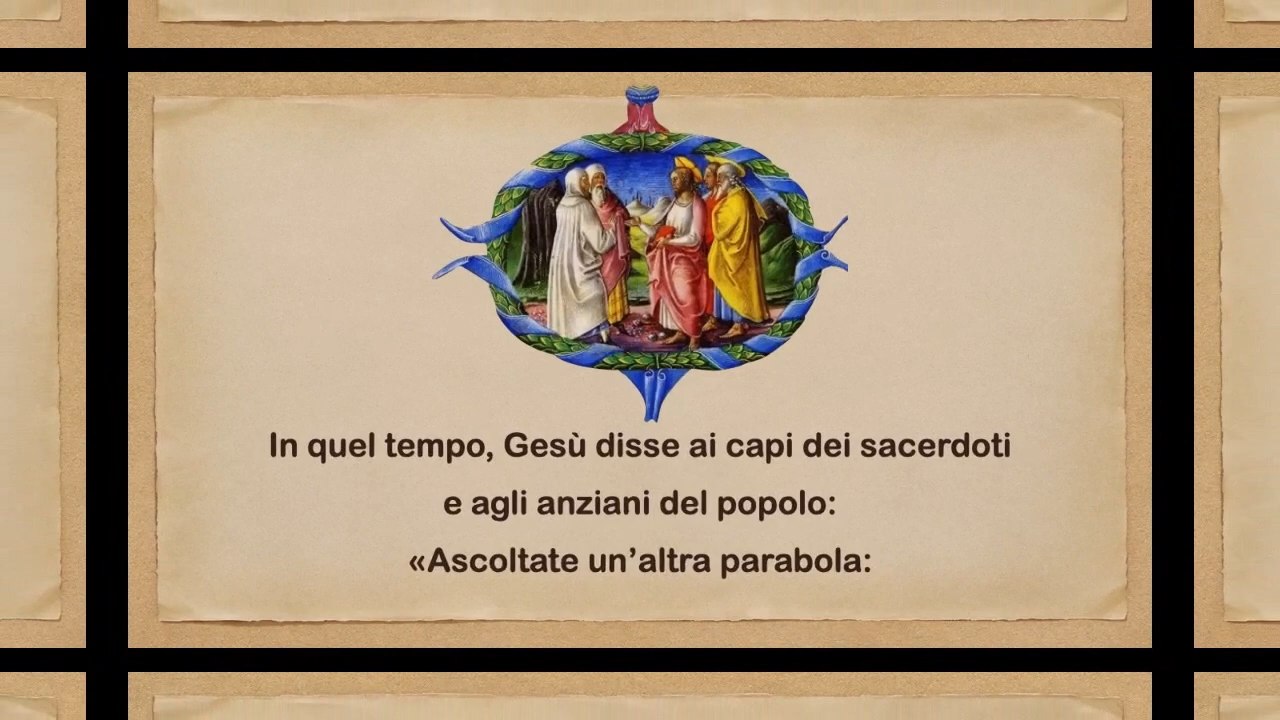 In quel tempo, Gesù disse ai capi dei sacerdoti
e agli anziani del popolo:
«Ascoltate un’altra parabola: